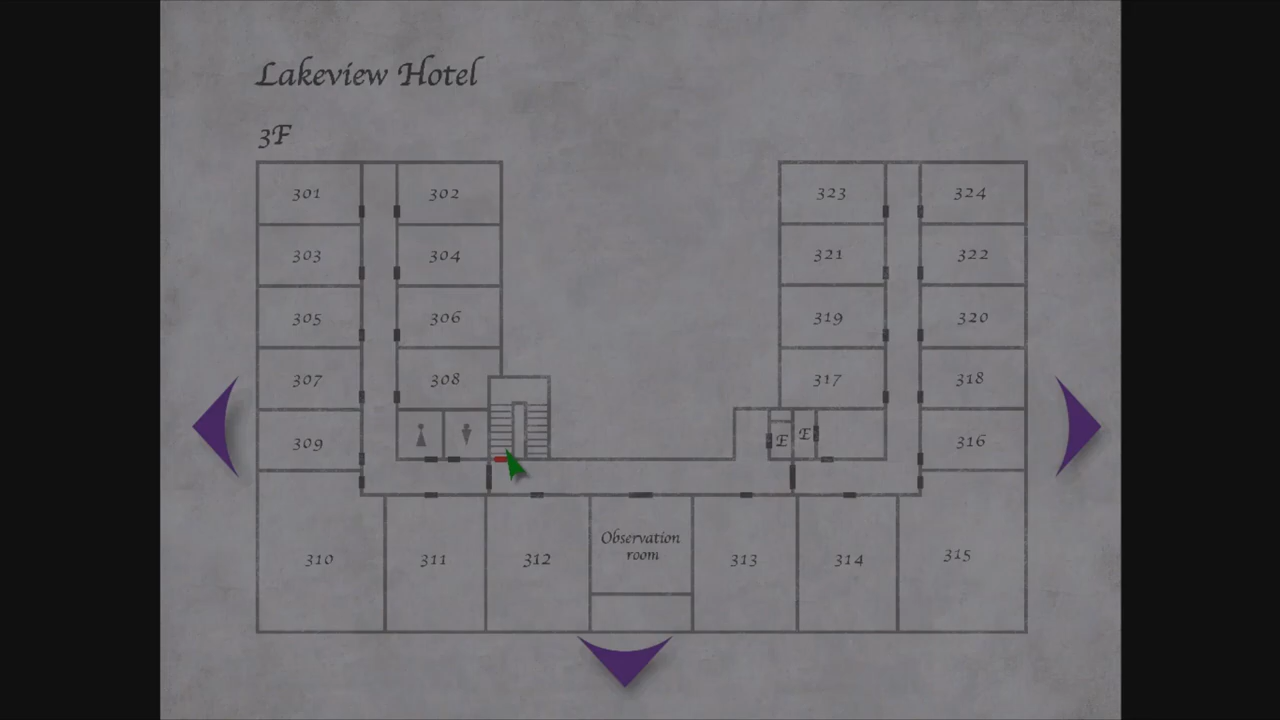 Lakeview Hotel
3F
301 302 323 324
303 304 321 322
305 306 319 320
307 308 317 318
309 E E 316
310 311 312 Observation room 313 314 315